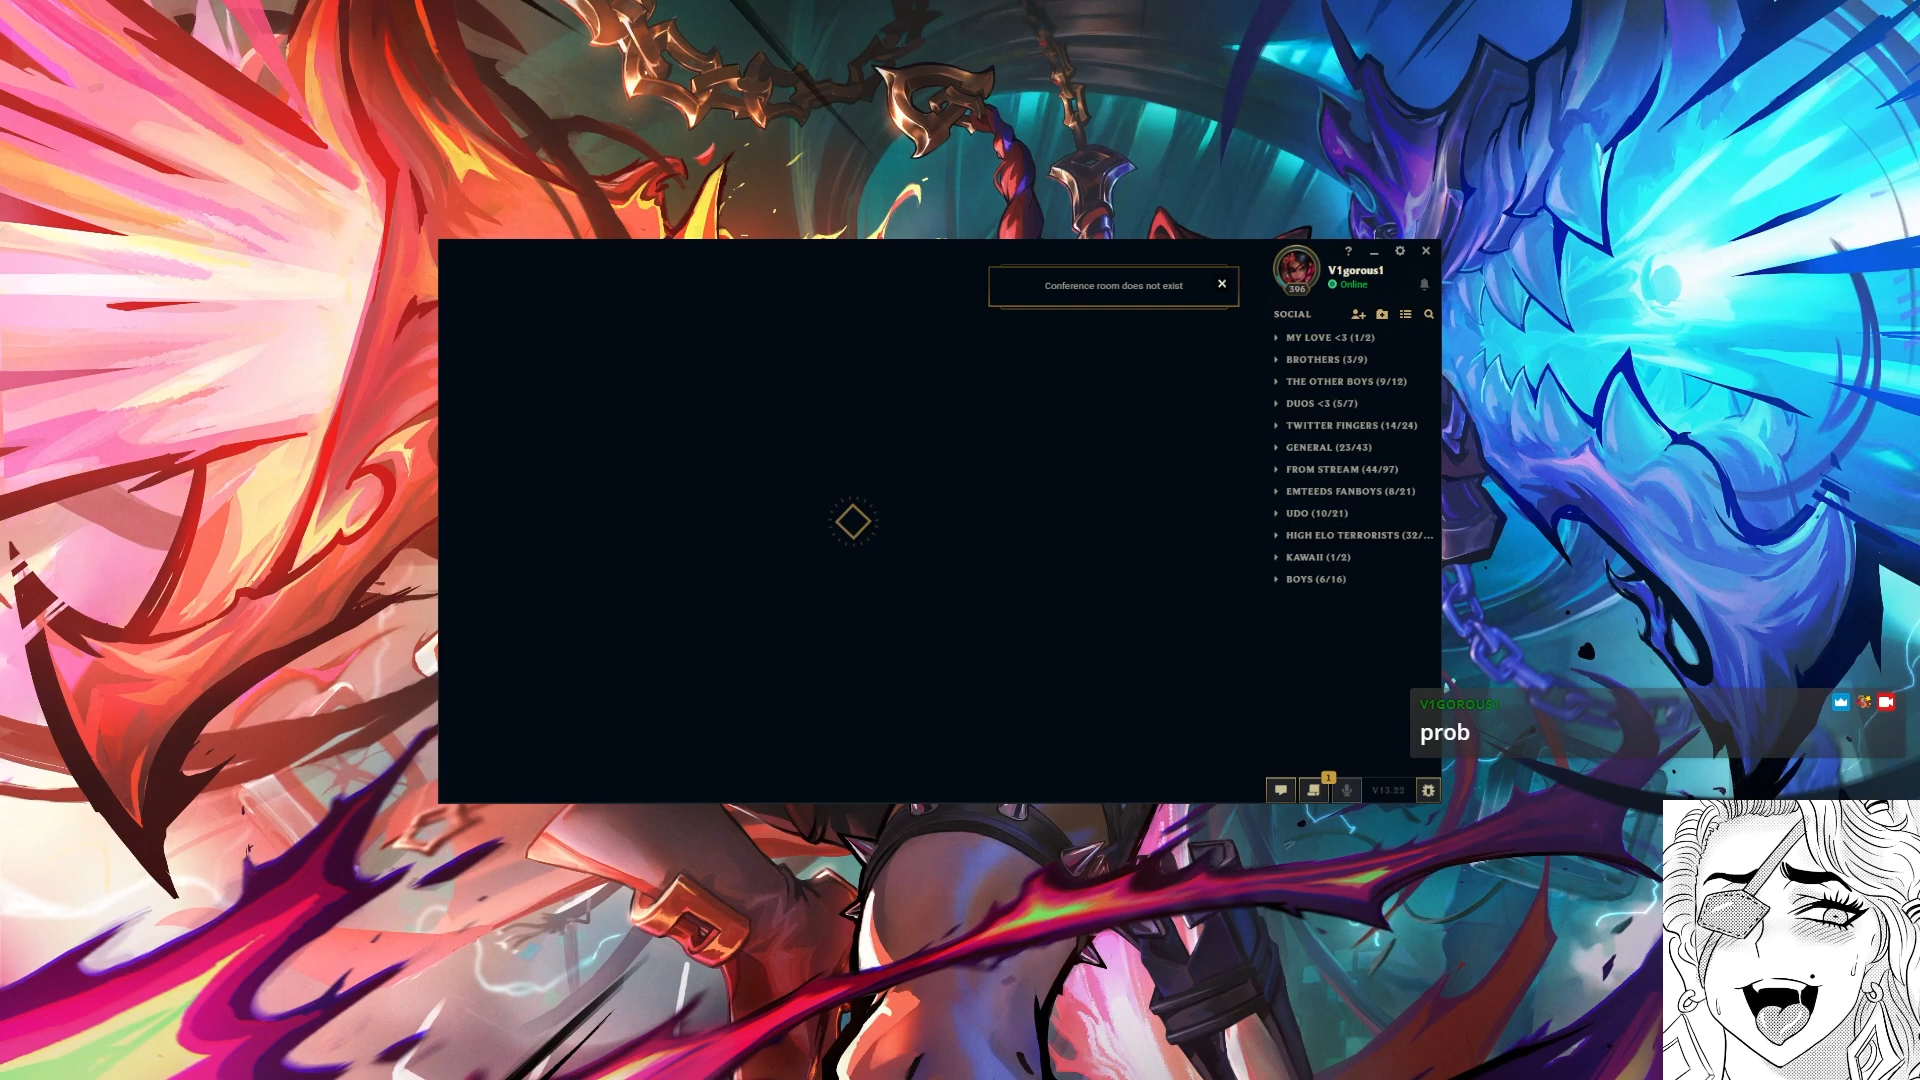 Conference room does not exist
396
V1gorous1
Online
SOCIAL
MY LOVE <3 (1/2)
BROTHERS (3/9)
THE OTHER BOYS (9/12)
DUOS <3 (5/7)
TWITTER FINGERS (14/24)
GENERAL (23/43)
FROM STREAM (44/97)
EMTEEDS FANBOYS (8/21)
UDO (10/21)
HIGH ELO TERRORISTS (32/...
KAWAII (1/2)
BOYS (6/16)
V1GOROUS1
prob
1
V13.22